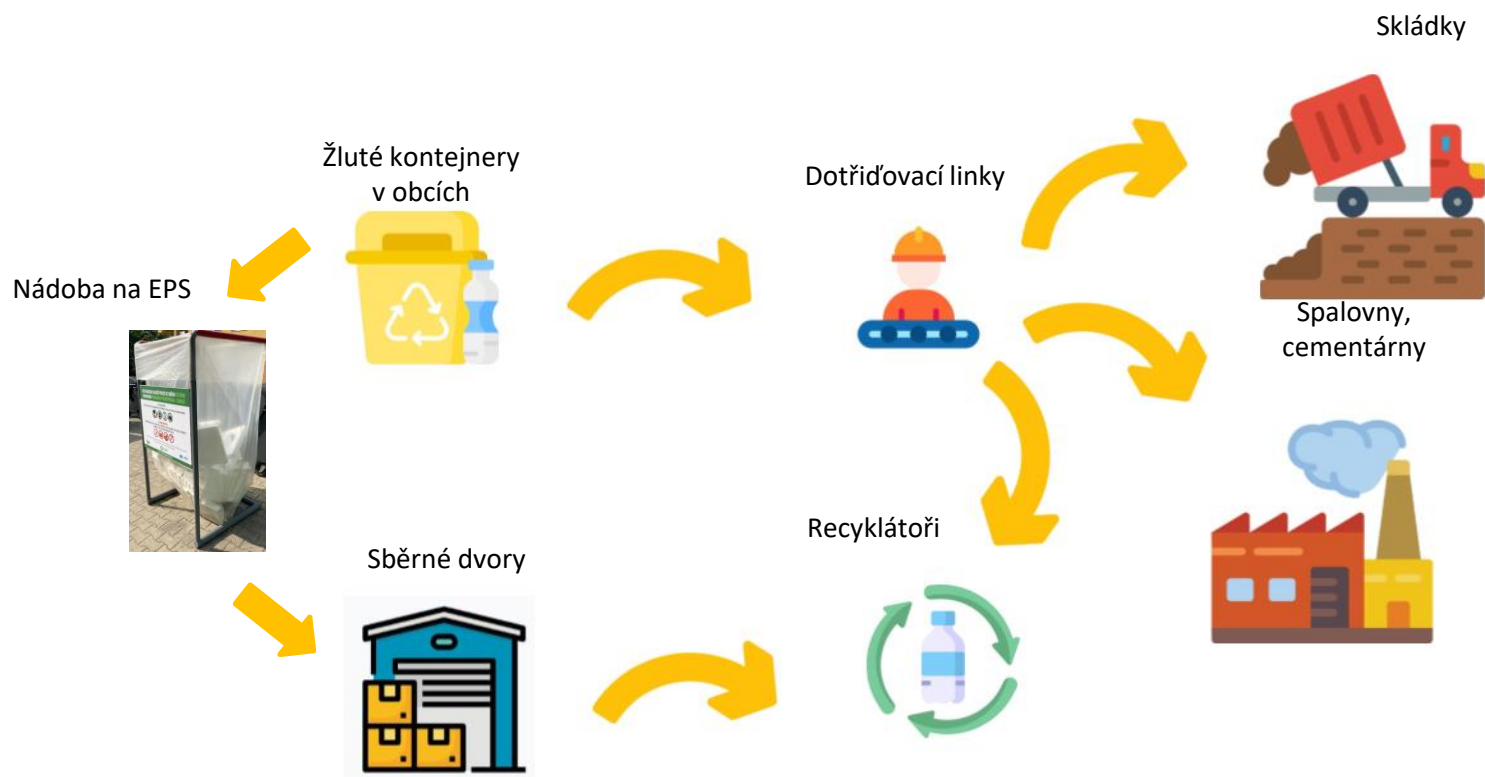 Skládky
Žluté kontejnery
v obcích
Dotřiďovací linky
Nádoba na EPS
Spalovny,
cementárny
Recyklátoři
Sběrné dvory